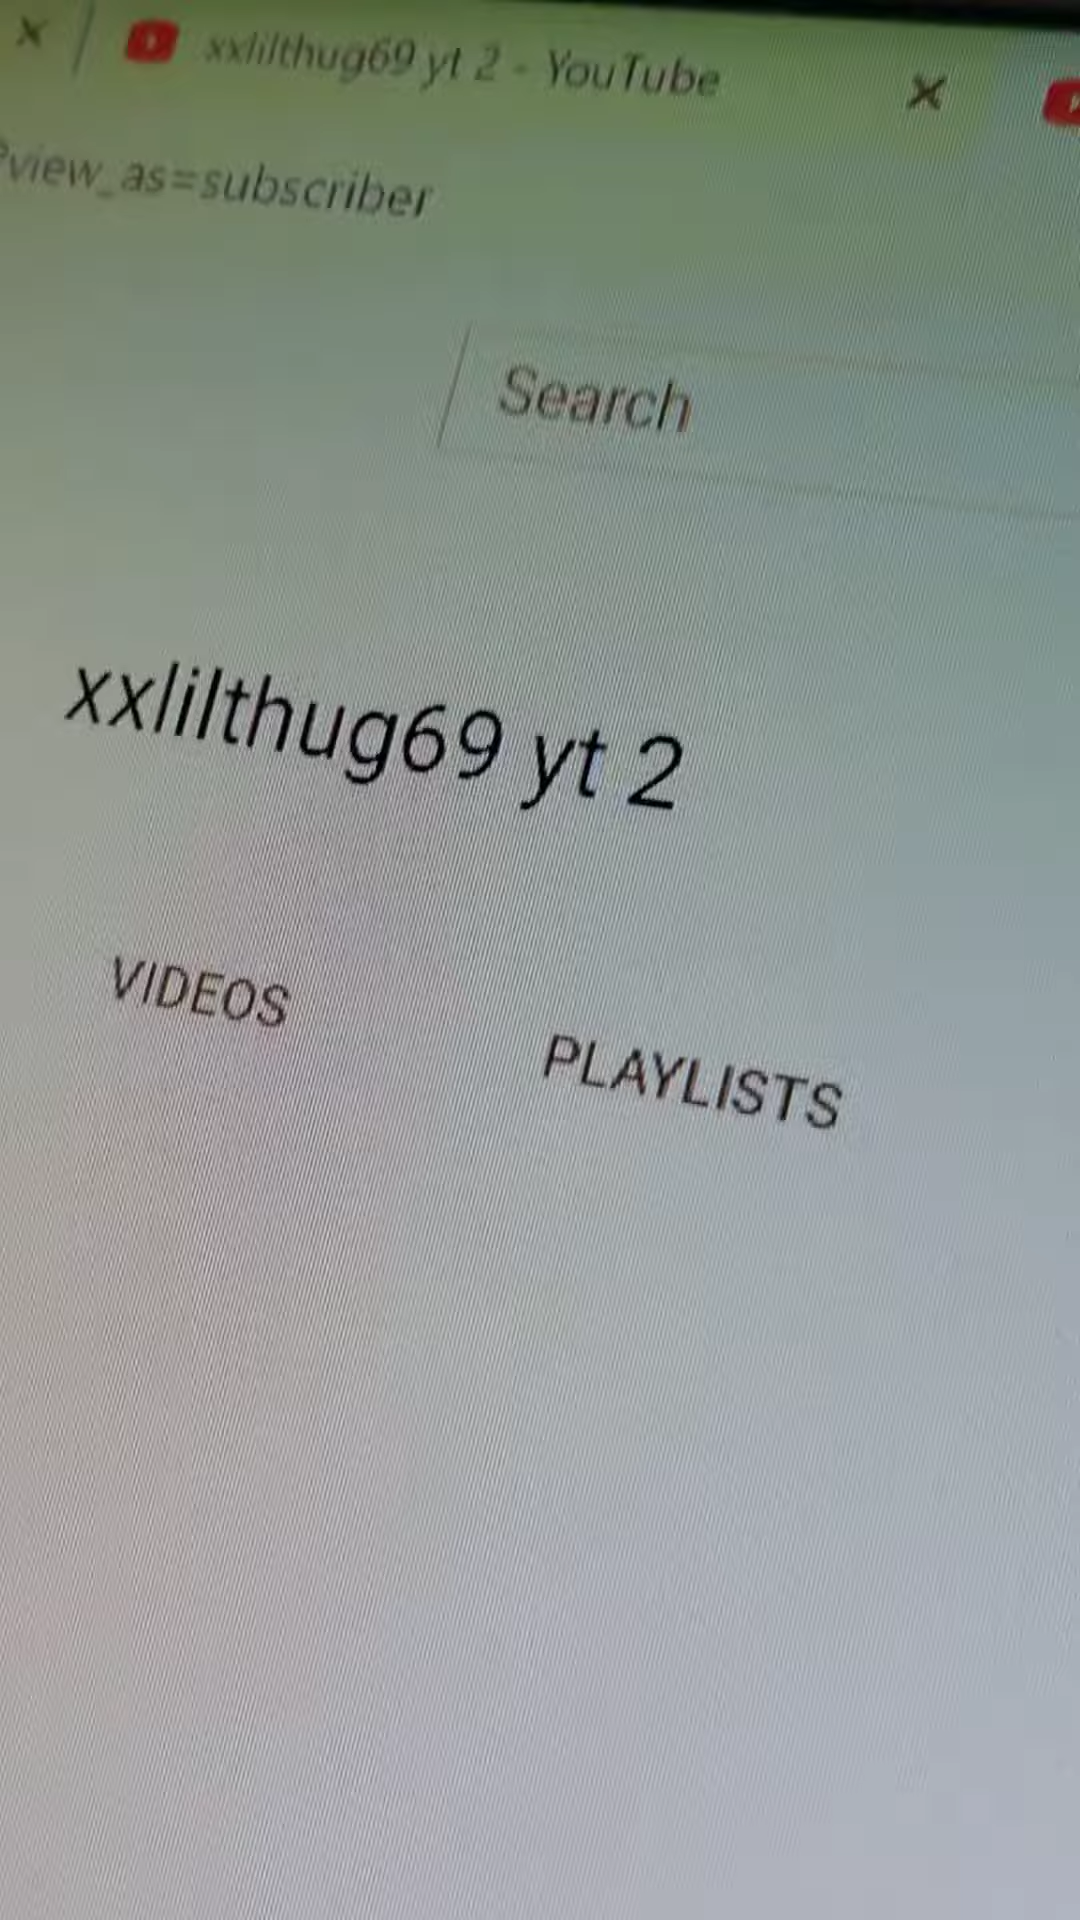 xxlilthug69 yt 2 - YouTube
?view_as=subscriber
Search
xxlilthug69 yt 2
VIDEOS
PLAYLISTS